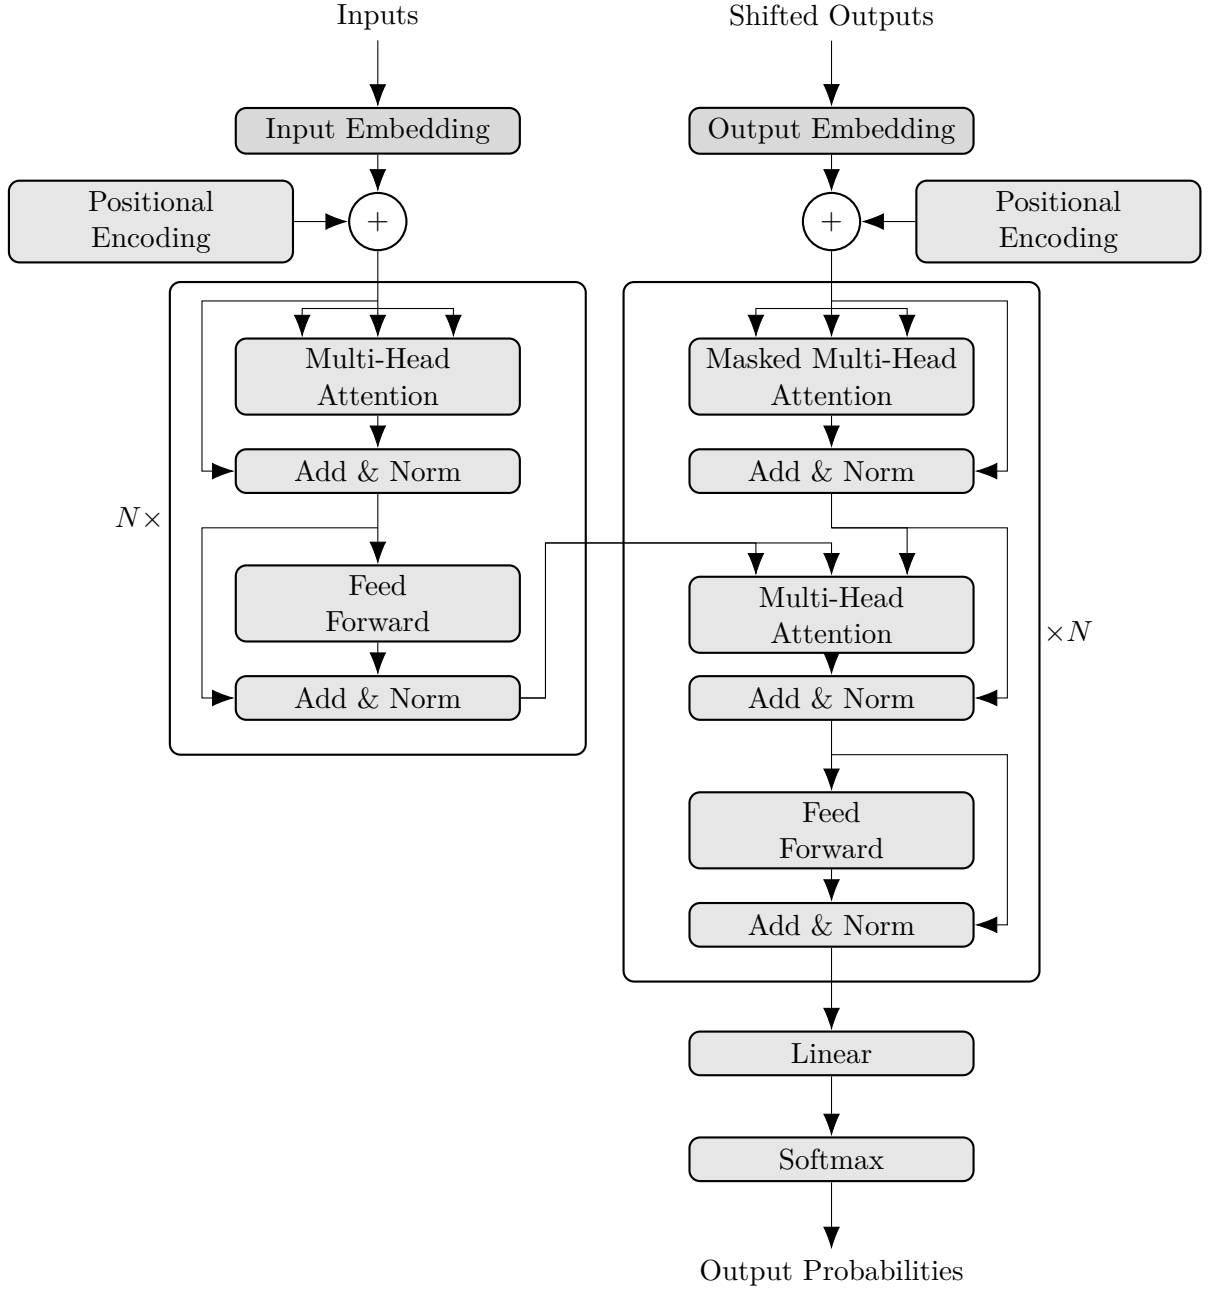 Inputs
Input Embedding
Positional
Encoding
+
Multi-Head
Attention
Add & Norm
N×
Feed
Forward
Add & Norm
Shifted Outputs
Output Embedding
+
Positional
Encoding
Masked Multi-Head
Attention
Add & Norm
Multi-Head
Attention
×N
Add & Norm
Feed
Forward
Add & Norm
Linear
Softmax
Output Probabilities